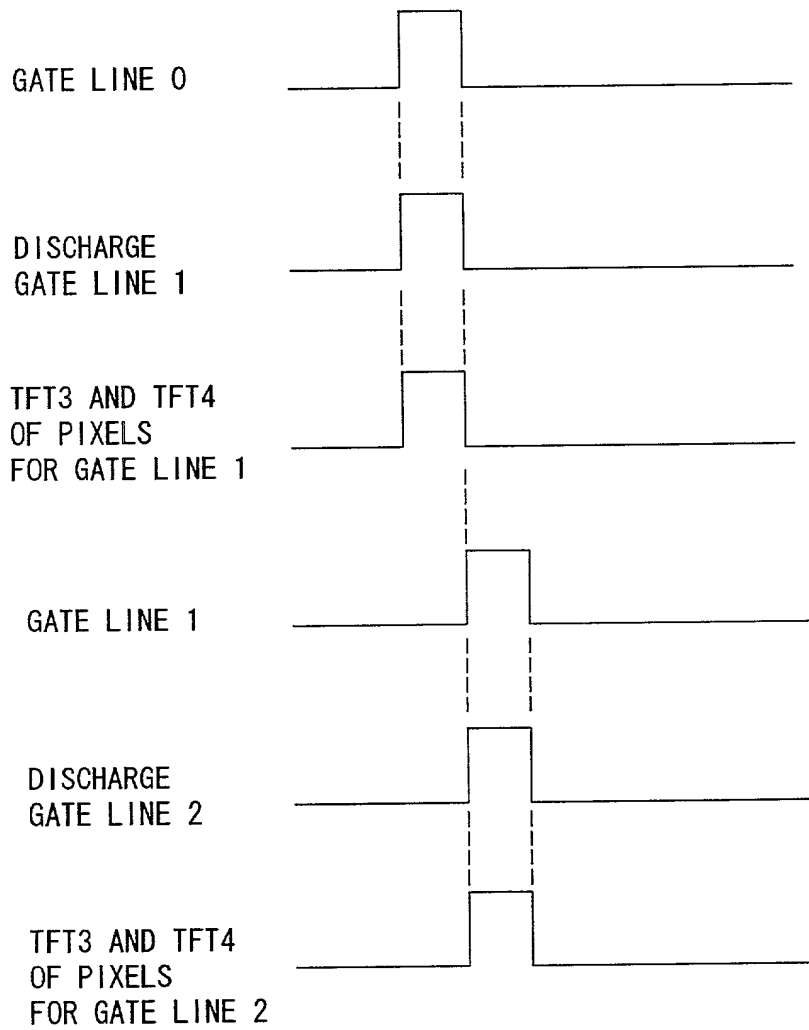 GATE LINE 0
DISCHARGE
GATE LINE 1
TFT3 AND TFT4
OF PIXELS
FOR GATE LINE 1
GATE LINE 1
DISCHARGE
GATE LINE 2
TFT3 AND TFT4
OF PIXELS
FOR GATE LINE 2